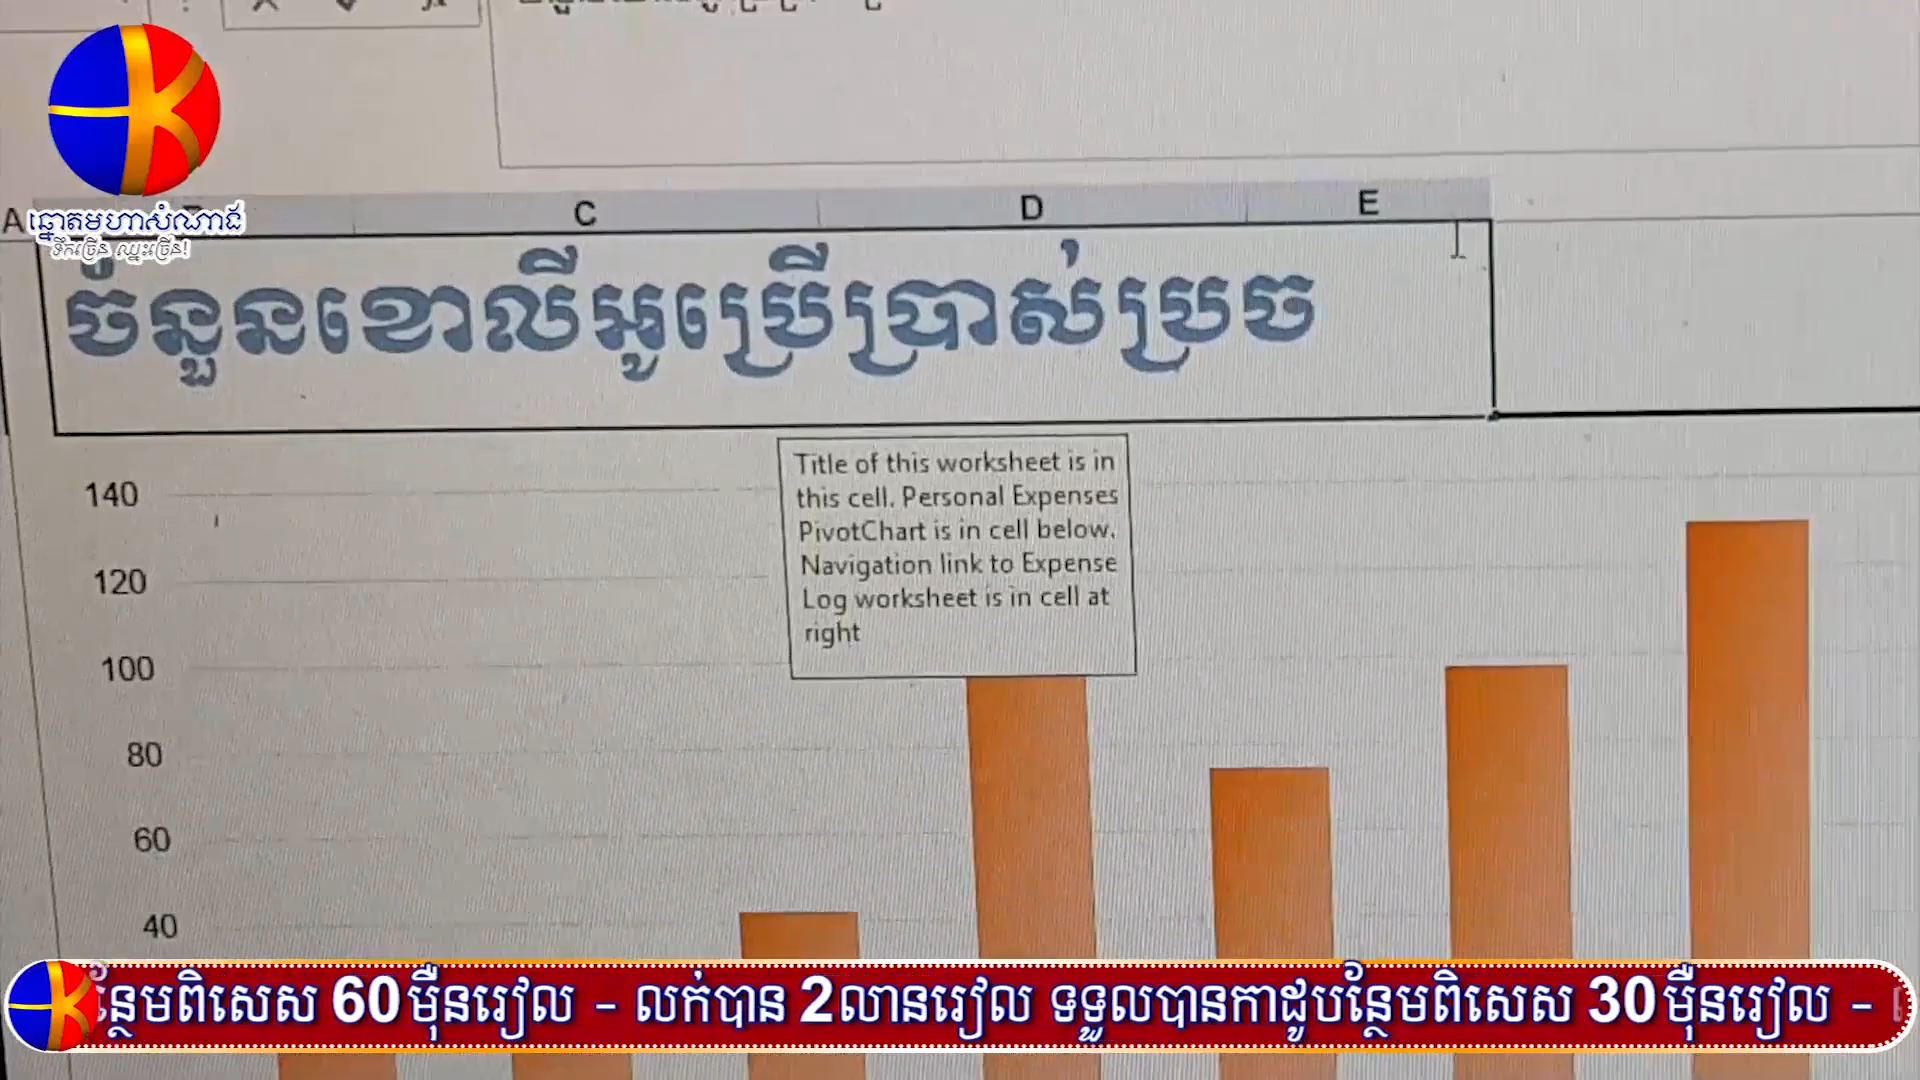 ឆ្នោតមហាសំណាង
ទឹកច្រើន ឈ្នះច្រើន!
A
C
D
E
ចំនួនខោលីអូប្រើប្រាស់ប្រច
Title of this worksheet is in
this cell. Personal Expenses
PivotChart is in cell below.
Navigation link to Expense
Log worksheet is in cell at
right
140
120
100
80
60
40
ន្ថែមពិសេស 60 ម៉ឺនរៀល - លក់បាន 2 លានរៀល ទទួលបានកាដូបន្ថែមពិសេស 30 ម៉ឺនរៀល -